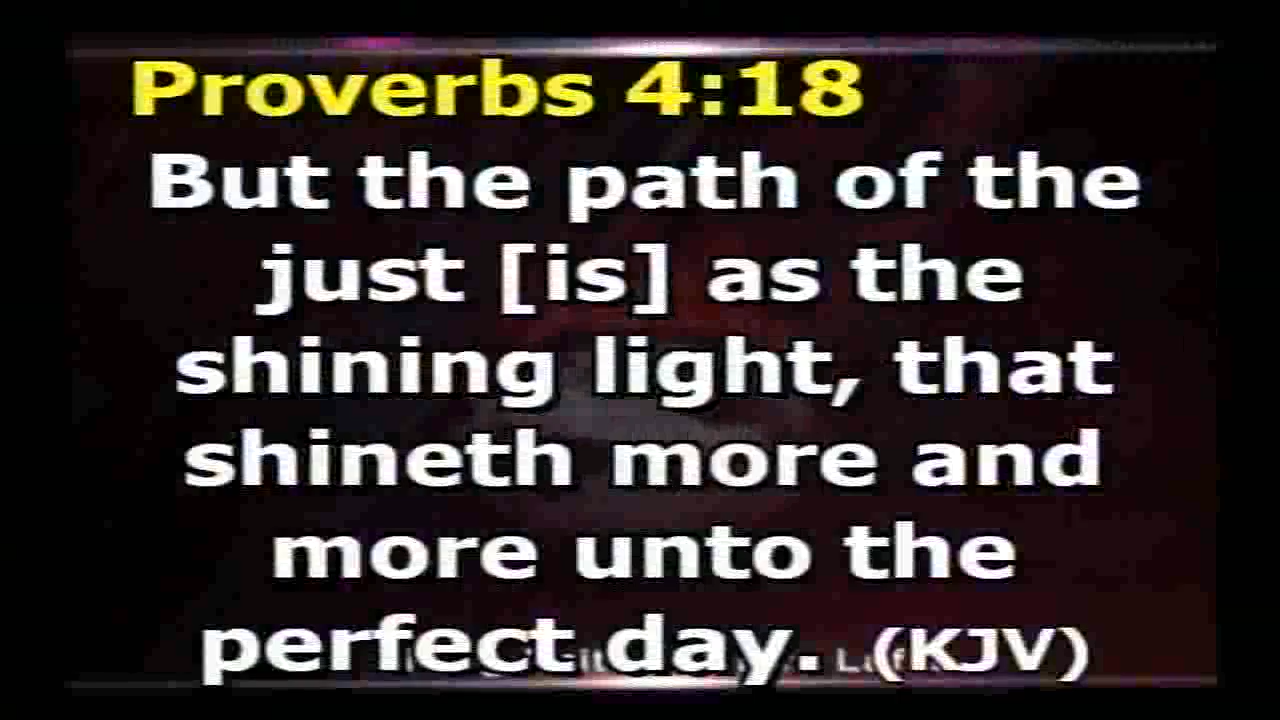 Proverbs 4:18
But the path of the
just [is] as the
shining light, that
shineth more and
more unto the
perfect day. (KJV)